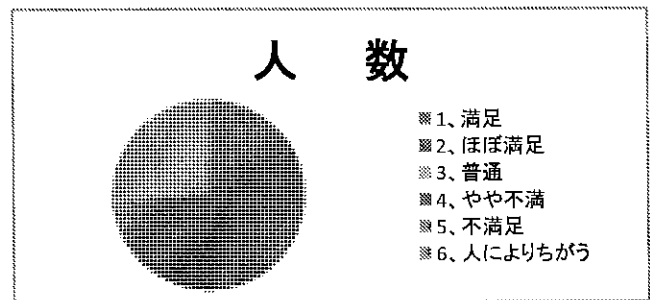 人 数
1、満足
2、ほぼ満足
3、普通
4、やや不満
5、不満足
6、人によりちがう